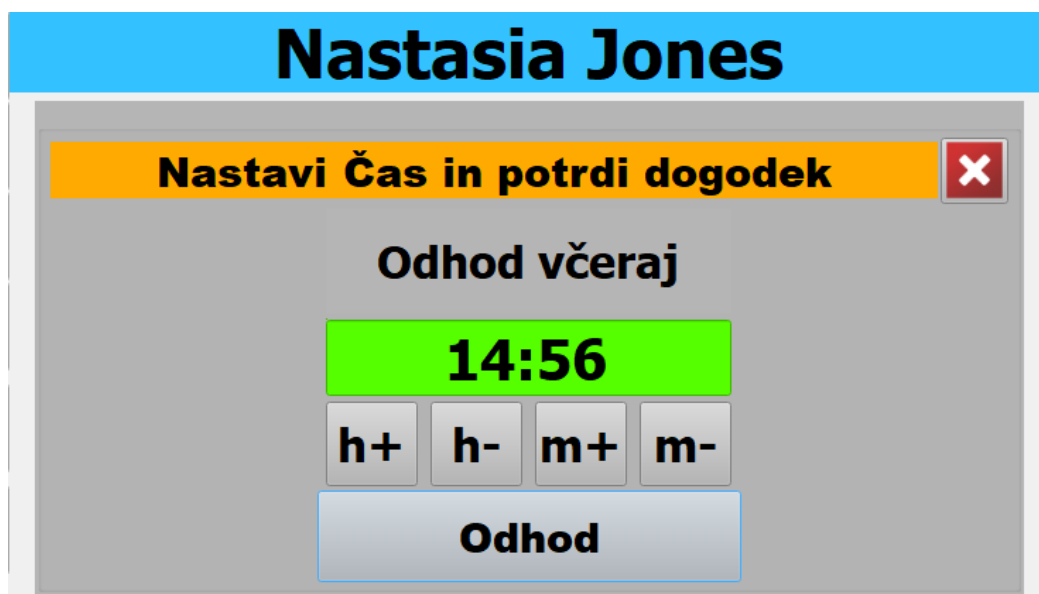 Nastasia Jones
Nastavi Čas in potrdi dogodek
Odhod včeraj
14:56
h+ h- m+ m-
Odhod